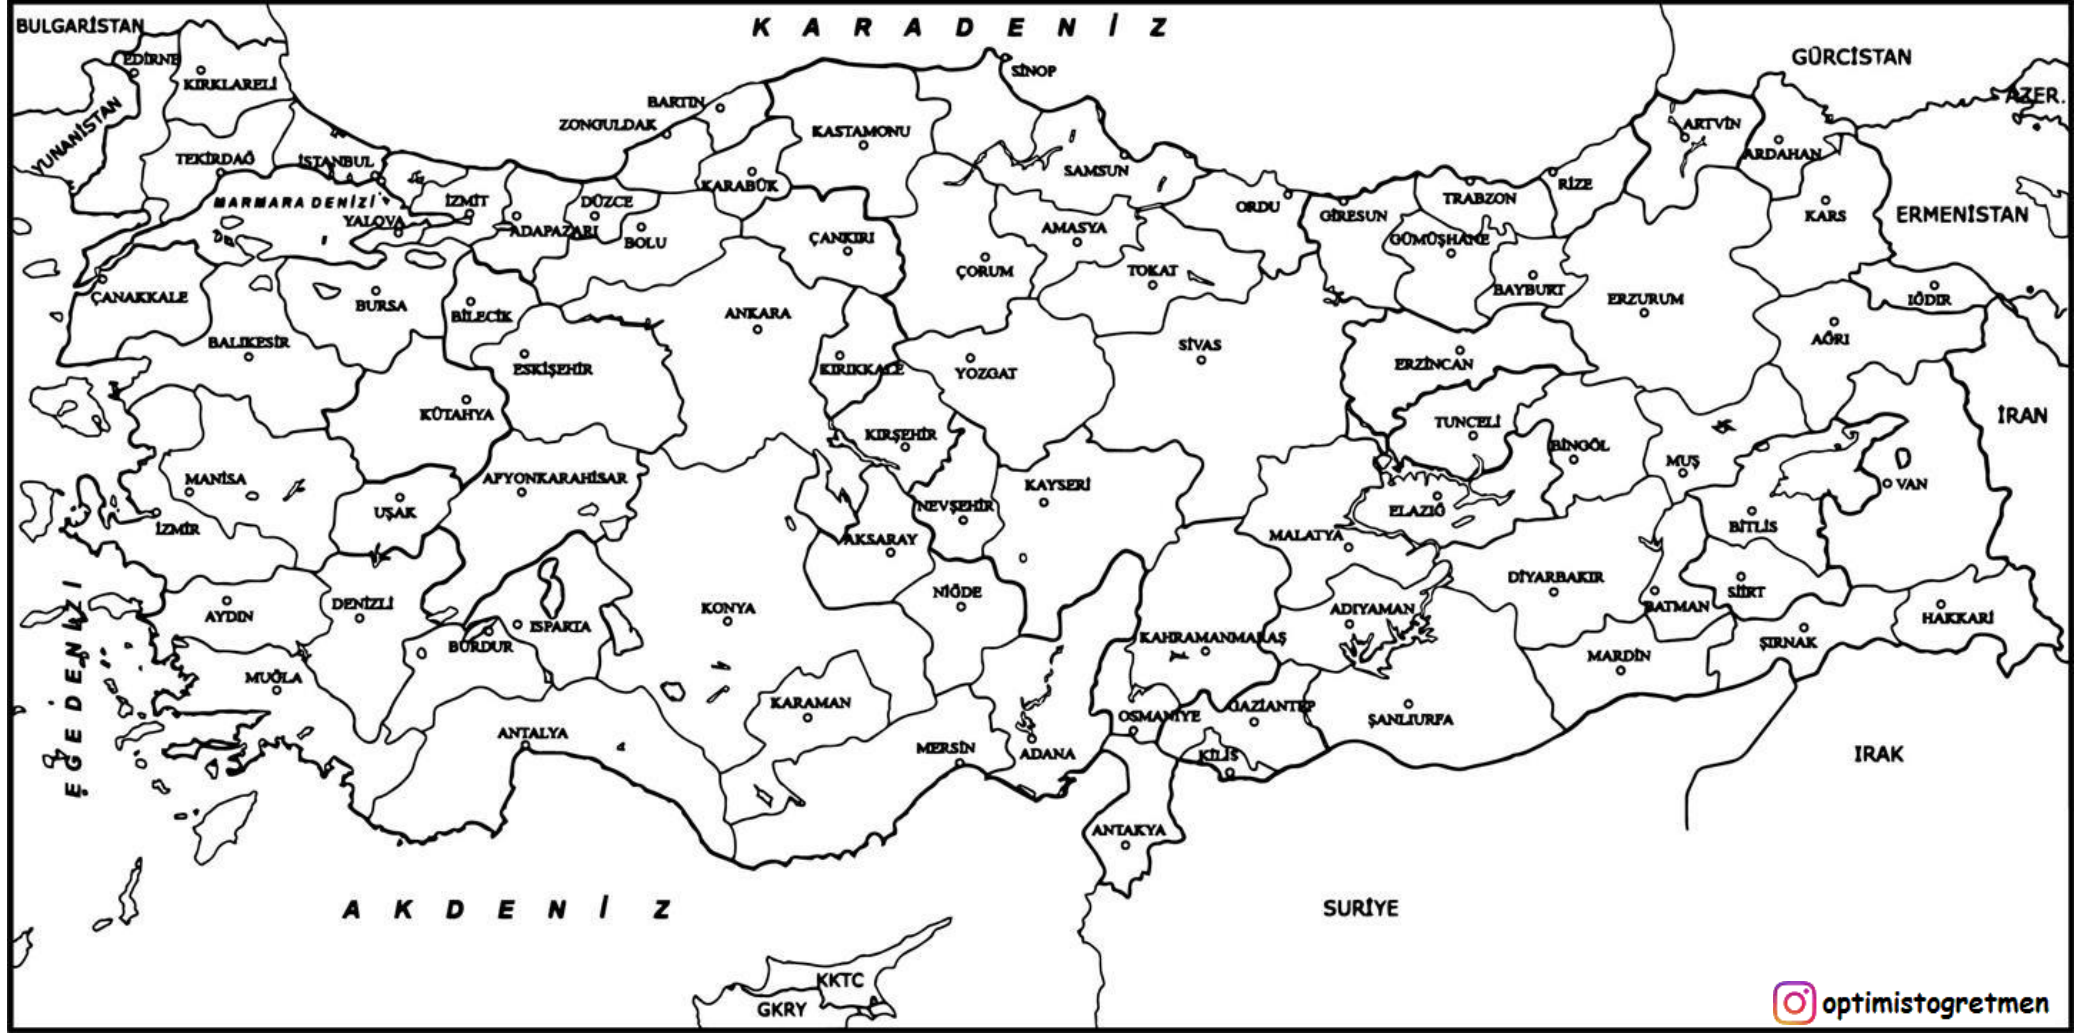 KARADENİZ
BULGARİSTAN
EDİRNE
KIRKLARELİ
YUNANİSTAN
TEKİRDAĞ
İSTANBUL
MARMARA DENİZİ
YALOVA
İZMİT
ADAPAZARI
DÜZCE
BOLU
ZONGULDAK
BARTIN
KARABÜK
KASTAMONU
SİNOP
SAMSUN
ÇANKIRI
ÇORUM
AMASYA
TOKAT
ORDU
GİRESUN
TRABZON
GÜMÜŞHANE
BAYBURT
RİZE
ARTVİN
ARDAHAN
KARS
GÜRCİSTAN
AZER.
ERMENİSTAN
IĞDIR
AĞRI
ERZURUM
ERZİNCAN
ÇANAKKALE
BALIKESİR
BURSA
BİLECİK
ESKİŞEHİR
ANKARA
KIRIKKALE
YOZGAT
SİVAS
KÜTAHYA
KIRŞEHİR
TUNCELİ
BİNGÖL
MUŞ
İRAN
VAN
MANİSA
İZMİR
UŞAK
AFYONKARAHİSAR
AKSARAY
NEVŞEHİR
KAYSERİ
MALATYA
ELAZIĞ
BİTLİS
SİİRT
DİYARBAKIR
BATMAN
EGE DENİZİ
AYDIN
DENİZLİ
BURDUR
ISPARTA
KONYA
NİĞDE
KAHRAMANMARAŞ
ADIYAMAN
MARDİN
ŞIRNAK
HAKKARİ
MUĞLA
ANTALYA
KARAMAN
MERSİN
ADANA
OSMANİYE
GAZİANTEP
KİLİS
ŞANLIURFA
ANTAKYA
IRAK
SURİYE
AKDENİZ
KKTC
GKRY
optimistogretmen